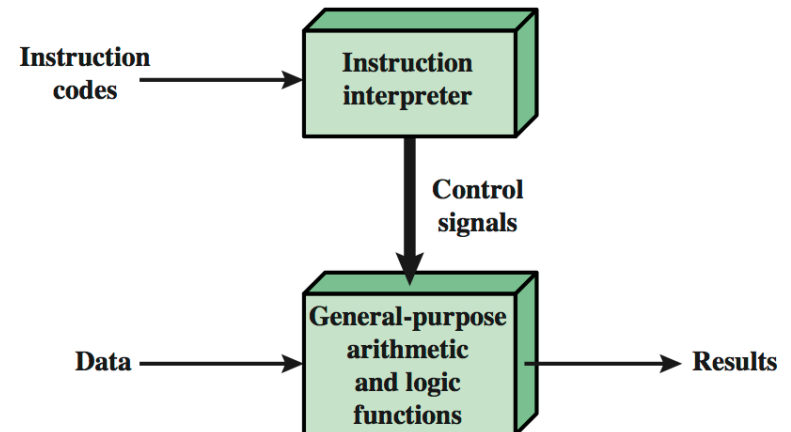 Instruction
codes
Instruction
interpreter
Control
signals
General-purpose
arithmetic
and logic
functions
Data
Results